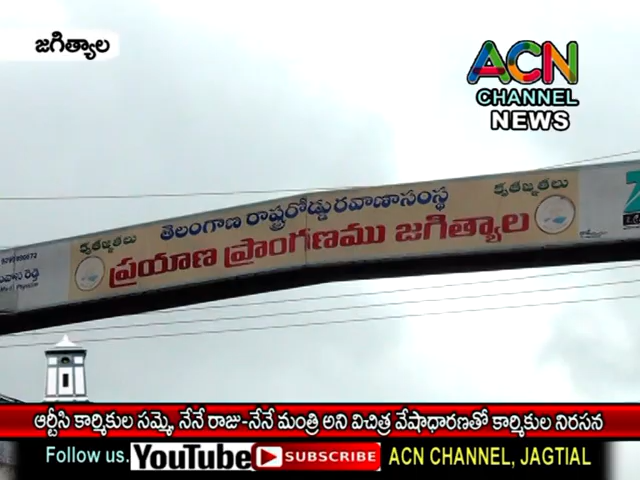 జగిత్యాల
ACN
CHANNEL
NEWS
కృతజ్ఞతలు
తెలంగాణ రాష్ట్రరోడ్డురవాణాసంస్థ
కృతజ్ఞతలు
ప్రయాణ ప్రాంగణము జగిత్యాల
ఆర్టీసి కార్మికుల సమ్మె, నేనే రాజు-నేనే మంత్రి అని విచిత్ర వేషాధారణతో కార్మికుల నిరసన
Follow us. YouTube SUBSCRIBE ACN CHANNEL, JAGTIAL